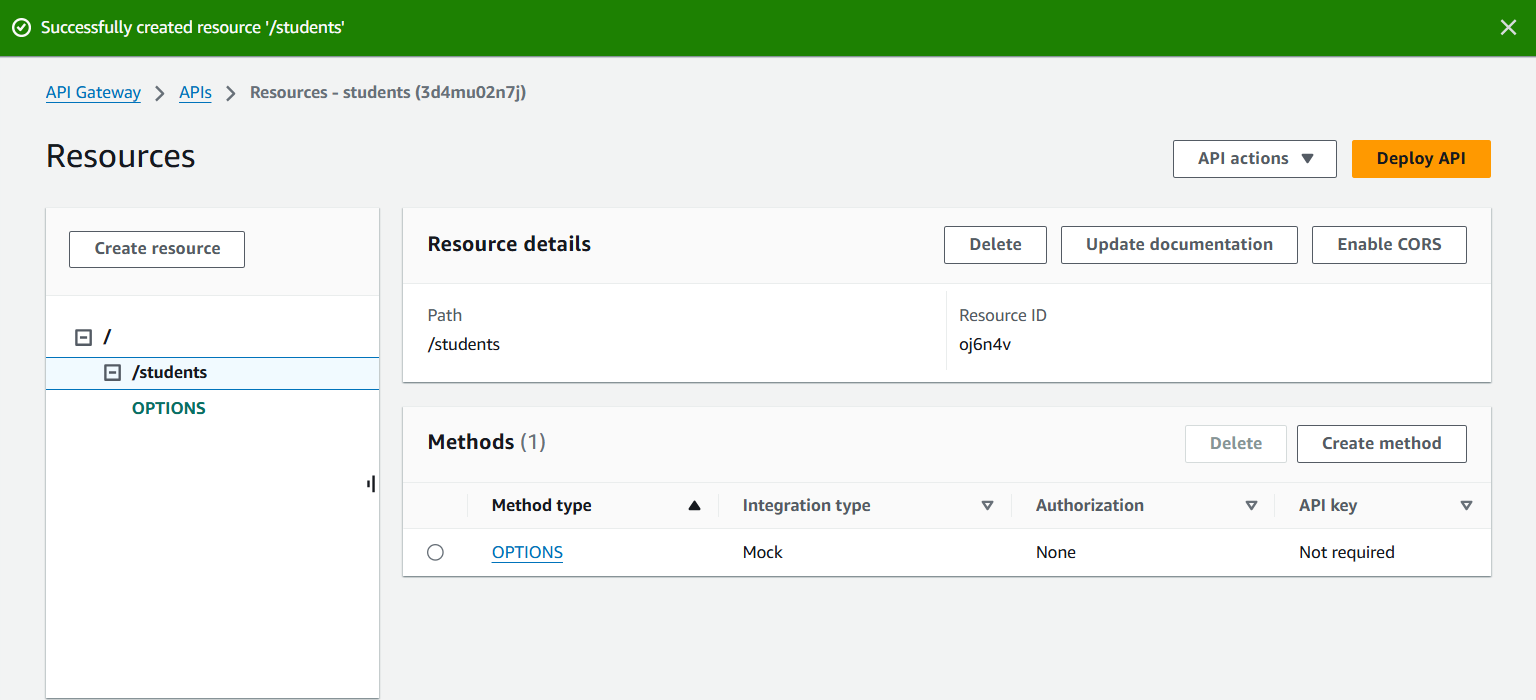 Successfully created resource '/students'
API Gateway > APIs > Resources - students (3d4mu02n7j)
Resources
API actions
Deploy API
Create resource
/
/students
OPTIONS
Resource details
Delete
Update documentation
Enable CORS
Path
/students
Resource ID
oj6n4v
Methods (1)
Delete
Create method
Method type Integration type Authorization API key
OPTIONS Mock None Not required